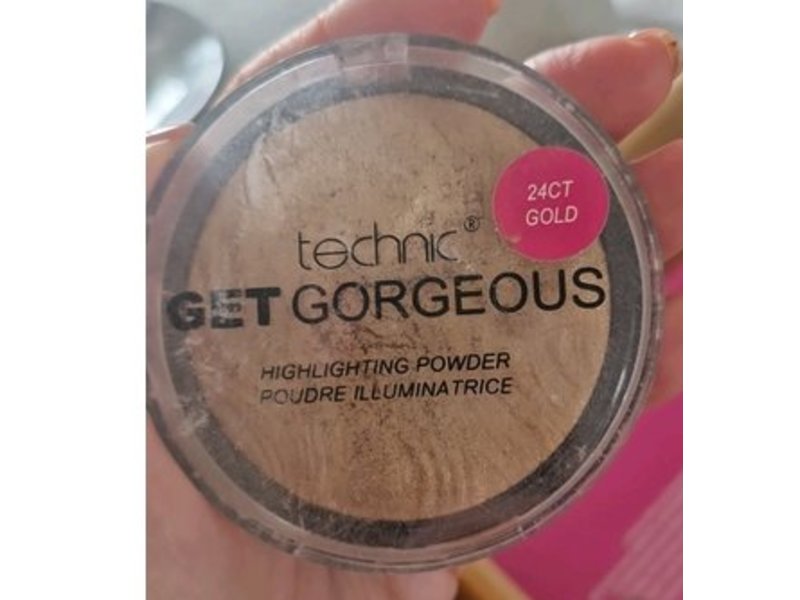 24CT
GOLD
technic®
GET GORGEOUS
HIGHLIGHTING POWDER
POUDRE ILLUMINATRICE